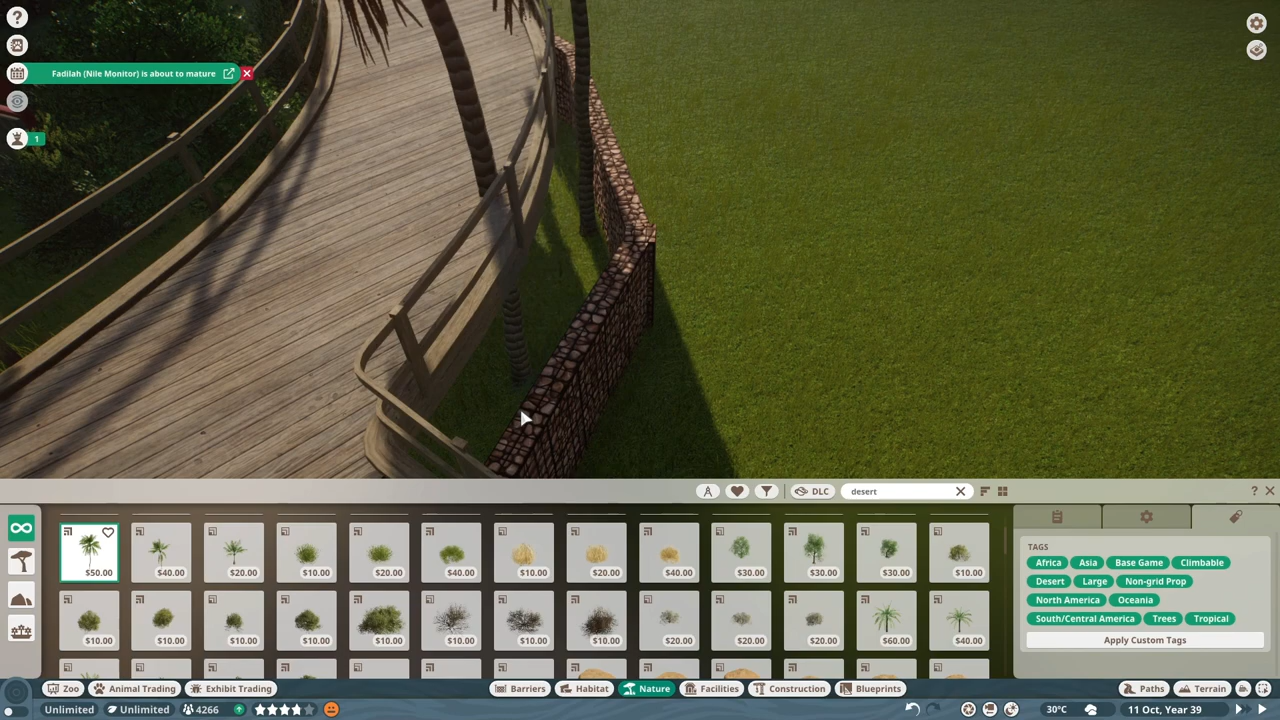 Fadilah (Nile Monitor) is about to mature
1
DLC
desert
$50.00 $40.00 $20.00 $10.00 $20.00 $40.00 $10.00 $20.00 $40.00 $30.00 $30.00 $30.00 $10.00
$10.00 $10.00 $10.00 $10.00 $10.00 $10.00 $10.00 $10.00 $20.00 $20.00 $20.00 $60.00 $40.00
TAGS
Africa Asia Base Game Climbable
Desert Large Non-grid Prop
North America Oceania
South/Central America Trees Tropical
Apply Custom Tags
Zoo Animal Trading Exhibit Trading Barriers Habitat Nature Facilities Construction Blueprints Paths Terrain
Unlimited Unlimited 4266 30°C 11 Oct, Year 39